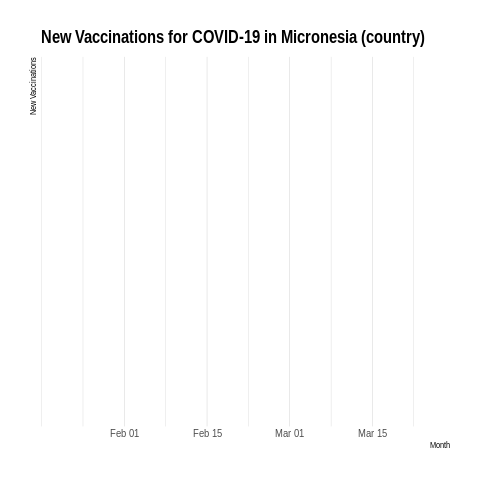 New Vaccinations for COVID-19 in Micronesia (country)
New Vaccinations
Feb 01
Feb 15
Mar 01
Mar 15
Month